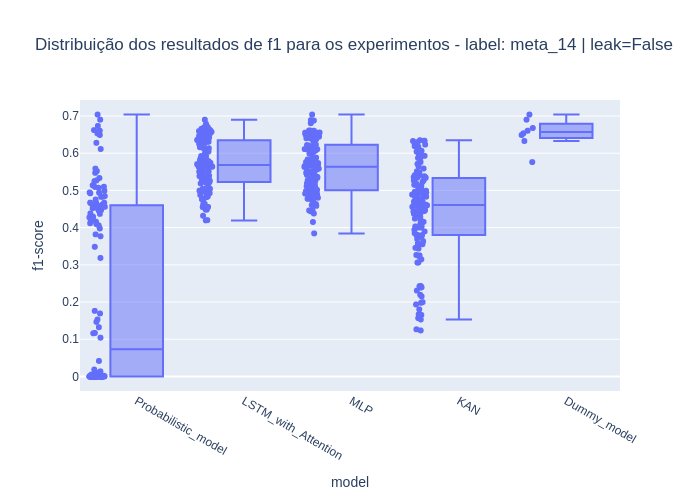 Distribuição dos resultados de f1 para os experimentos - label: meta_14 | leak=False
f1-score
0.7
0.6
0.5
0.4
0.3
0.2
0.1
0
Probabilistic_model
LSTM_with_Attention
MLP
KAN
Dummy_model
model